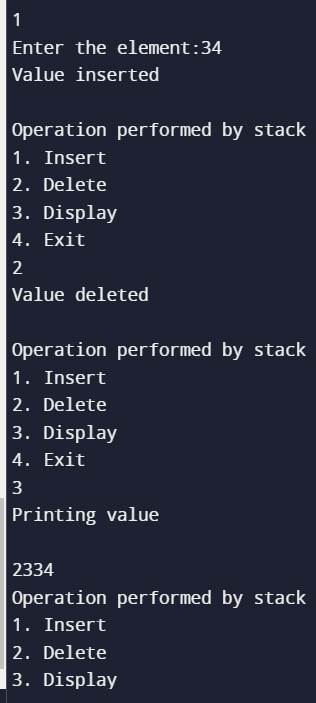 1
Enter the element:34
Value inserted
Operation performed by stack
1. Insert
2. Delete
3. Display
4. Exit
2
Value deleted
Operation performed by stack
1. Insert
2. Delete
3. Display
4. Exit
3
Printing value
2334
Operation performed by stack
1. Insert
2. Delete
3. Display